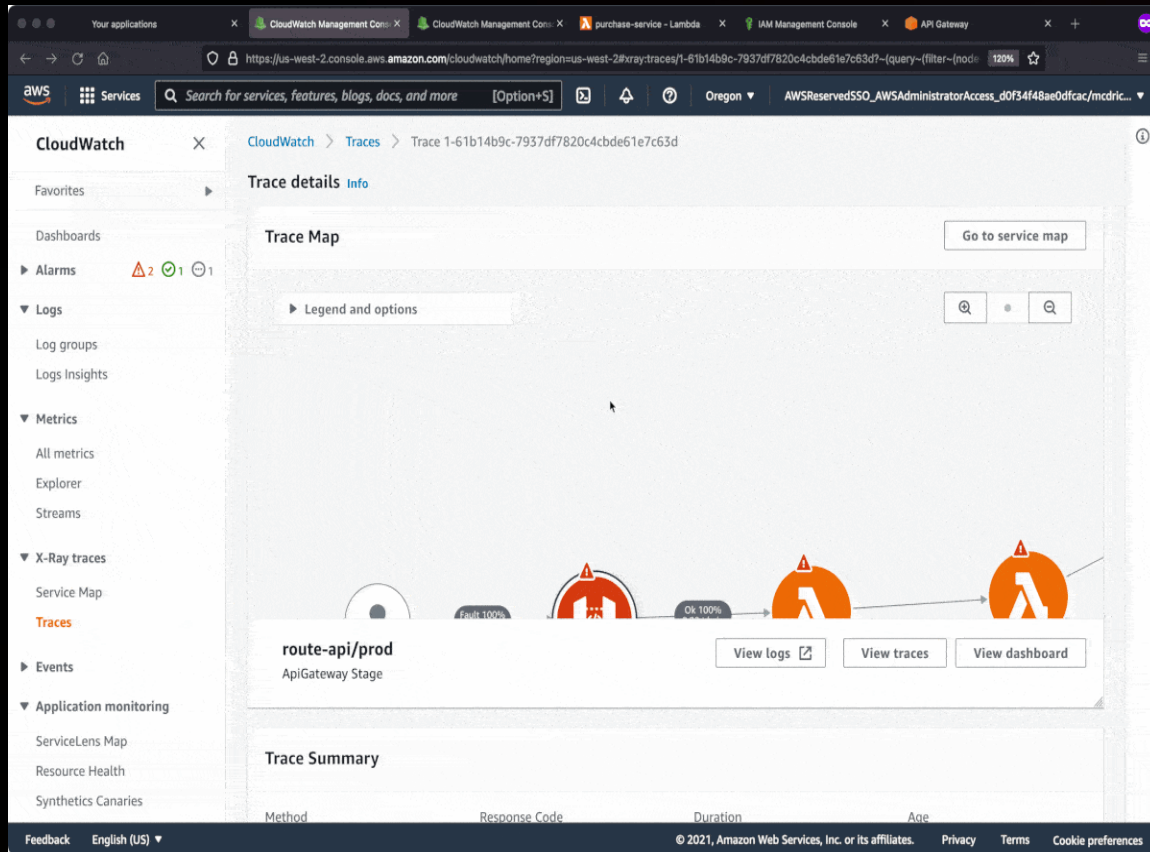 Your applications
CloudWatch Management Cons
CloudWatch Management Cons
purchase-service - Lambda
IAM Management Console
API Gateway
https://us-west-2.console.aws.amazon.com/cloudwatch/home?region=us-west-2#xray:traces/1-61b14b9c-7937df7820c4cbde61e7c63d?~(query~(filter~(node
120%
aws
Services
Search for services, features, blogs, docs, and more
[Option+S]
Oregon
AWSReservedSSO_AWSAdministratorAccess_d0f34f48ae0dfcac/mcdric...
CloudWatch
Favorites
Dashboards
Alarms
2
1
1
Logs
Log groups
Logs Insights
Metrics
All metrics
Explorer
Streams
X-Ray traces
Service Map
Traces
Events
Application monitoring
ServiceLens Map
Resource Health
Synthetics Canaries
CloudWatch
Traces
Trace 1-61b14b9c-7937df7820c4cbde61e7c63d
Trace details
Info
Trace Map
Go to service map
Legend and options
Fault 100%
Ok 100%
route-api/prod
ApiGateway Stage
View logs
View traces
View dashboard
Trace Summary
Method
Response Code
Duration
Age
Feedback
English (US)
© 2021, Amazon Web Services, Inc. or its affiliates.
Privacy
Terms
Cookie preferences